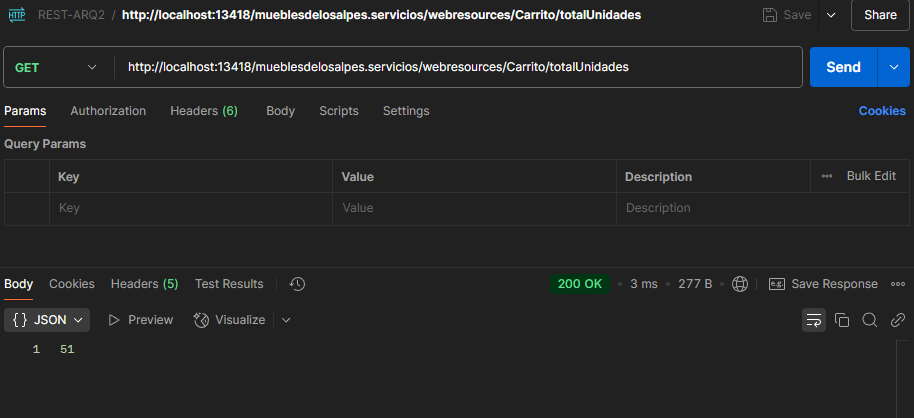 HTTP REST-ARQ2 / http://localhost:13418/mueblesdelosalpes.servicios/webresources/Carrito/totalUnidades Save Share
GET http://localhost:13418/mueblesdelosalpes.servicios/webresources/Carrito/totalUnidades Send
Params Authorization Headers (6) Body Scripts Settings Cookies
Query Params
Key Value Description ••• Bulk Edit
Key Value Description
Body Cookies Headers (5) Test Results 200 OK • 3 ms • 277 B • e.g. Save Response •••
{} JSON Preview Visualize
1 51